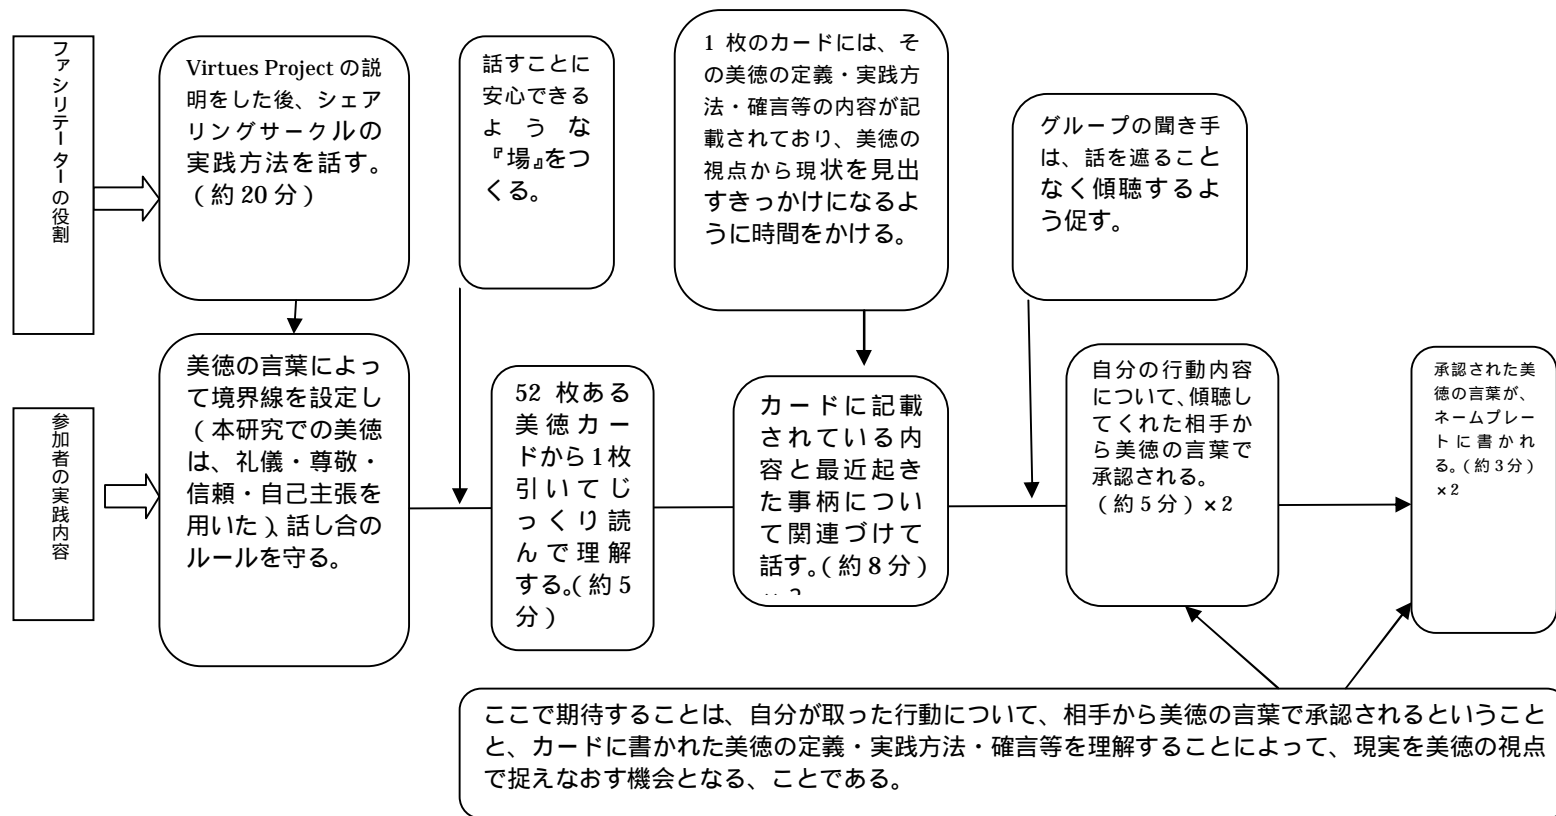 ファシリテーターの役割
Virtues Project の説
明をした後、シェア
リングサークルの
実践方法を話す。
(約 20 分)
話すことに
安心できる
ような
『場』をつ
くる。
1 枚のカードには、そ
の美徳の定義・実践方
法・確言等の内容が記
載されており、美徳の
視点から現状を見出
すきっかけになるよ
うに時間をかける。
グループの聞き手
は、話を遮ること
なく傾聴するよ
う促す。
参加者の実践内容
美徳の言葉によっ
て境界線を設定し
(本研究での美徳
は、礼儀・尊敬・
信頼・自己主張を
用いた)、話し合の
ルールを守る。
52 枚ある
美徳カー
ドから 1 枚
引いてじ
っくり読
んで理解
する。(約 5
分)
カードに記載
されている内
容と最近起き
た事柄につい
て関連づけて
話す。(約 8 分)
自分の行動内容
について、傾聴し
てくれた相手か
ら美徳の言葉で
承認される。
(約 5 分)×2
承認された美
徳の言葉が、
ネームプレー
トに書かれ
る。(約 3 分)
×2
ここで期待することは、自分が取った行動について、相手から美徳の言葉で承認されるということ
と、カードに書かれた美徳の定義・実践方法・確言等を理解することによって、現実を美徳の視点
で捉えなおす機会となる、ことである。